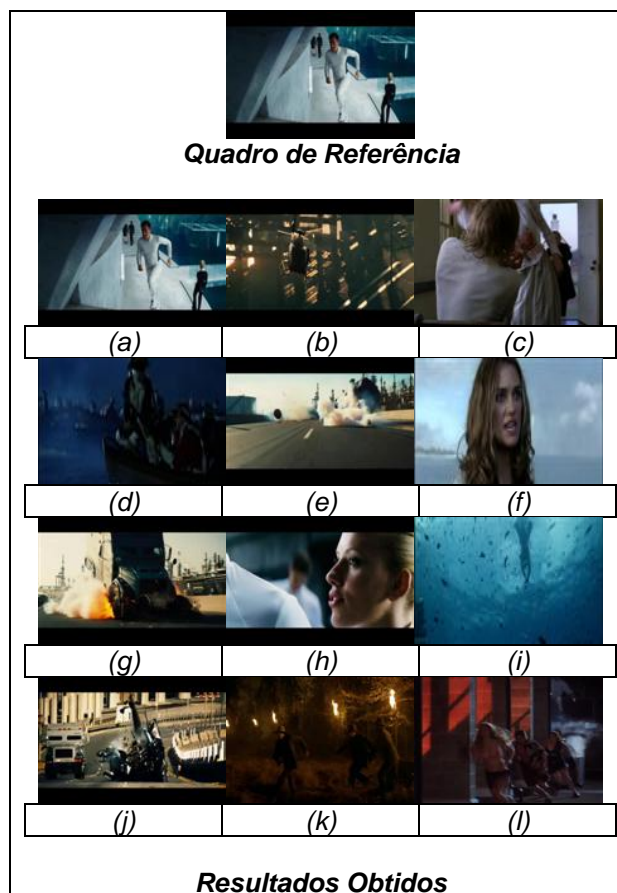 Quadro de Referência
(a) (b) (c)
(d) (e) (f)
(g) (h) (i)
(j) (k) (l)
Resultados Obtidos